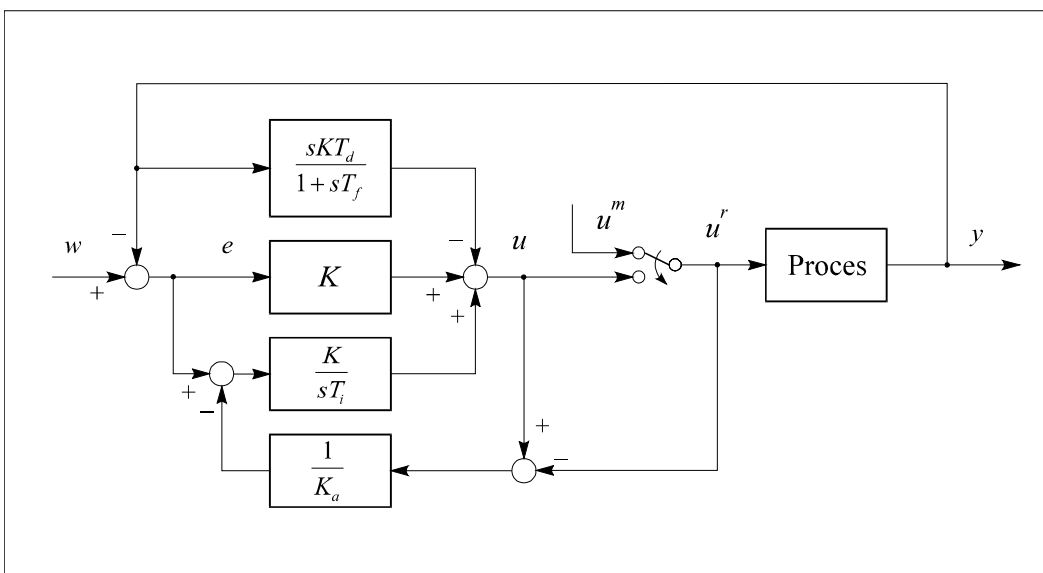 sKT_d
1 + sT_f
−
w
e
−
u
u^m
u^r
y
K
Proces
+
+
+
K
sT_i
+
−
+
−
1
K_a